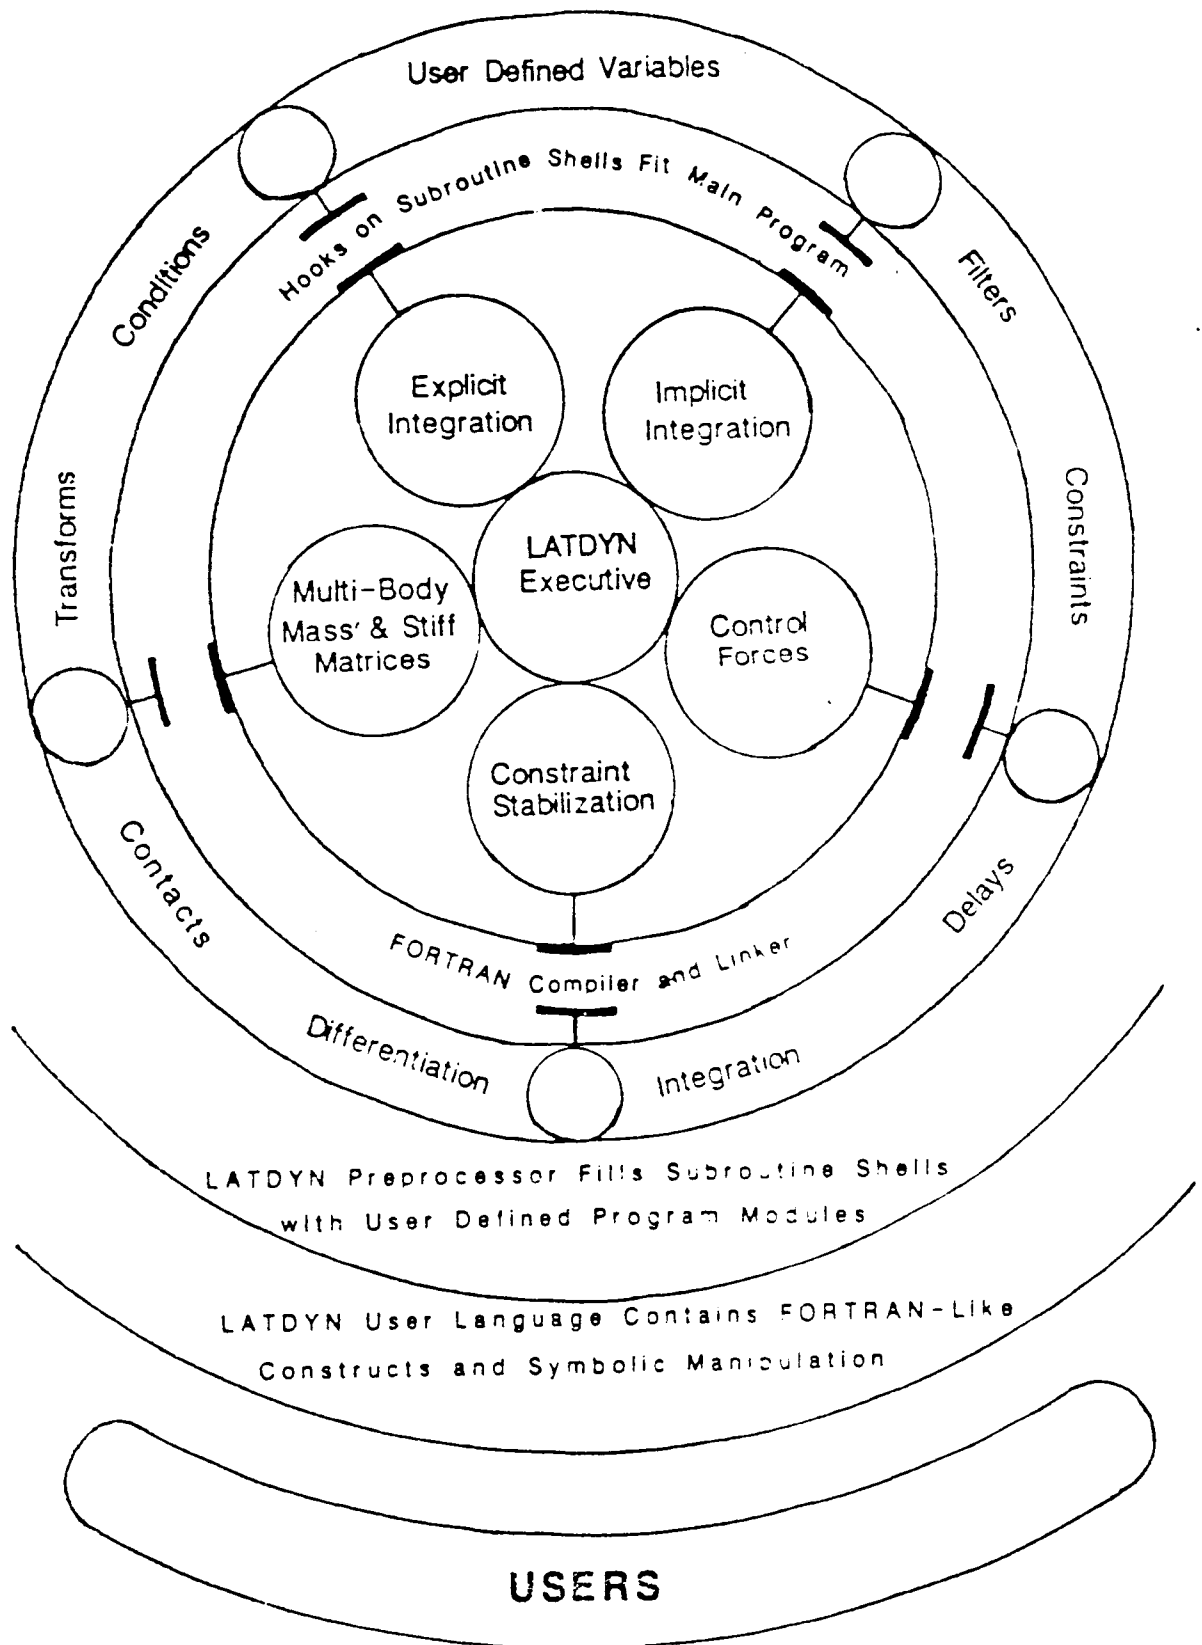 User Defined Variables
Hooks on Subroutine Shells Fit Main Program
Conditions
Filters
Explicit
Integration
Implicit
Integration
Transforms
Constraints
LATDYN
Executive
Multi-Body
Mass' & Stiff
Matrices
Control
Forces
Constraint
Stabilization
Contacts
Delays
FORTRAN Compiler and Linker
Differentiation
Integration
LATDYN Preprocessor Fills Subroutine Shells
with User Defined Program Modules
LATDYN User Language Contains FORTRAN-Like
Constructs and Symbolic Manipulation
USERS